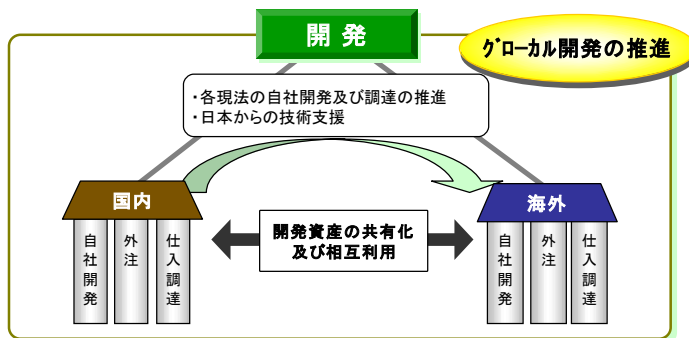 開発
グローカル開発の推進
・各現法の自社開発及び調達の推進
・日本からの技術支援
国内
海外
開発資産の共有化
及び相互利用
自社開発
外注
仕入調達
自社開発
外注
仕入調達